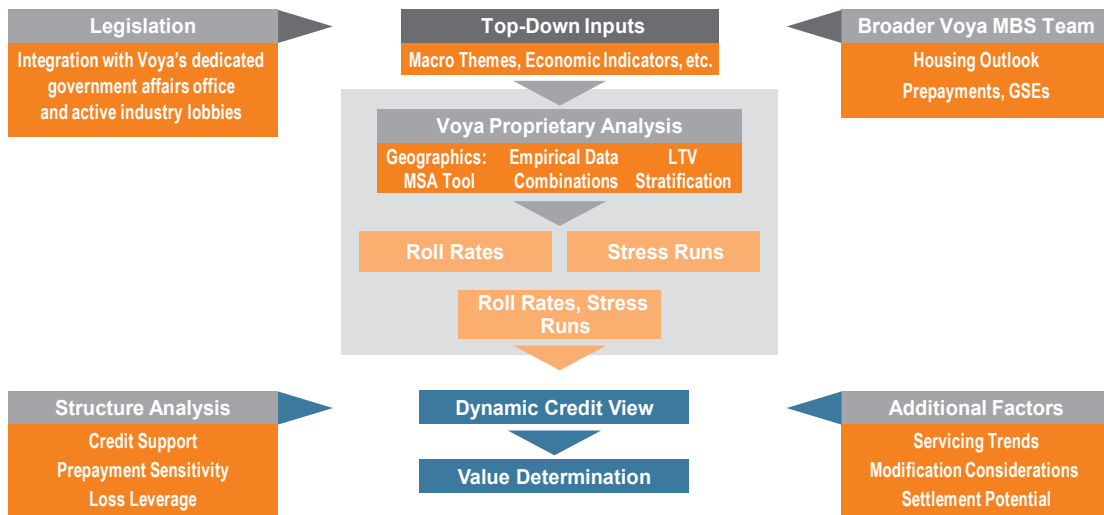 Legislation
Integration with Voya's dedicated
government affairs office
and active industry lobbies
Top-Down Inputs
Macro Themes, Economic Indicators, etc.
Broader Voya MBS Team
Housing Outlook
Prepayments, GSEs
Voya Proprietary Analysis
Geographics:
MSA Tool
Empirical Data
Combinations
LTV
Stratification
Roll Rates
Stress Runs
Roll Rates, Stress
Runs
Structure Analysis
Credit Support
Prepayment Sensitivity
Loss Leverage
Dynamic Credit View
Value Determination
Additional Factors
Servicing Trends
Modification Considerations
Settlement Potential